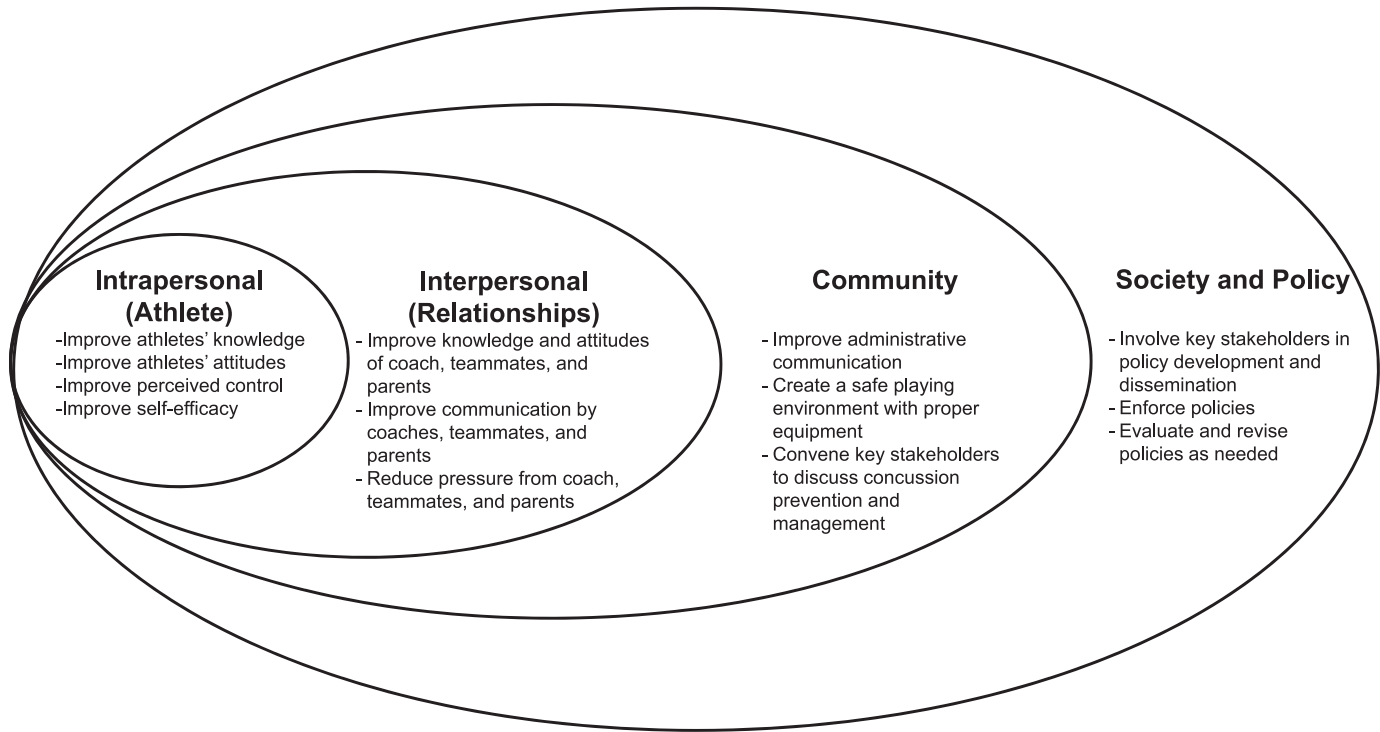 Intrapersonal
(Athlete)
-Improve athletes' knowledge
-Improve athletes' attitudes
-Improve perceived control
-Improve self-efficacy
Interpersonal
(Relationships)
- Improve knowledge and attitudes
of coach, teammates, and
parents
- Improve communication by
coaches, teammates, and
parents
- Reduce pressure from coach,
teammates, and parents
Community
- Improve administrative
communication
- Create a safe playing
environment with proper
equipment
- Convene key stakeholders
to discuss concussion
prevention and
management
Society and Policy
- Involve key stakeholders in
policy development and
dissemination
- Enforce policies
- Evaluate and revise
policies as needed